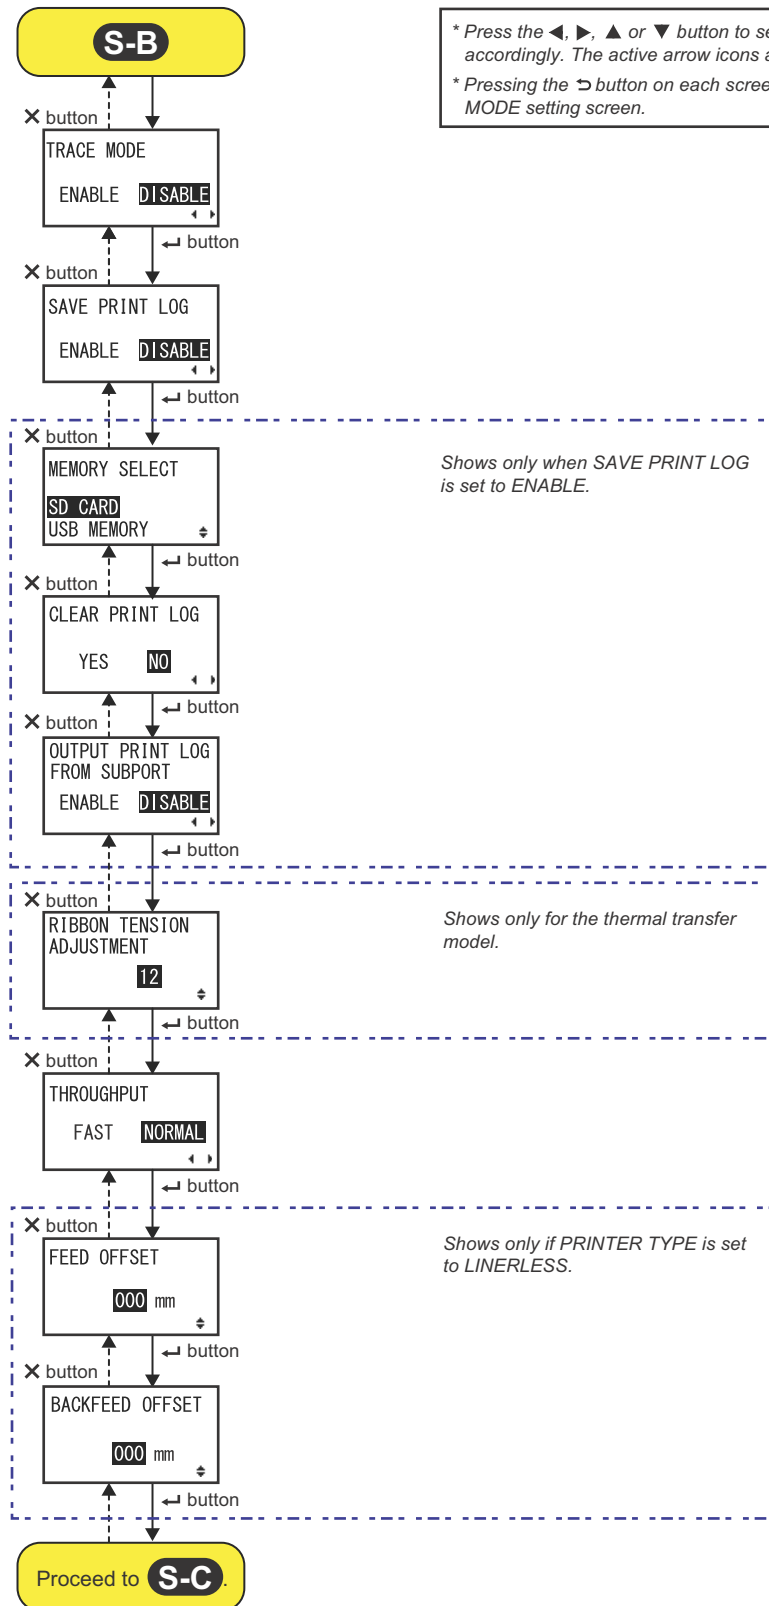 S-B
* Press the ◀, ▶, ▲ or ▼ button to se
accordingly. The active arrow icons a
* Pressing the ⮌ button on each scree
MODE setting screen.
✕ button
TRACE MODE
ENABLE DISABLE
↵ button
✕ button
SAVE PRINT LOG
ENABLE DISABLE
↵ button
✕ button
MEMORY SELECT
SD CARD
USB MEMORY
Shows only when SAVE PRINT LOG
is set to ENABLE.
↵ button
✕ button
CLEAR PRINT LOG
YES NO
↵ button
✕ button
OUTPUT PRINT LOG
FROM SUBPORT
ENABLE DISABLE
↵ button
✕ button
RIBBON TENSION
ADJUSTMENT
12
Shows only for the thermal transfer
model.
↵ button
✕ button
THROUGHPUT
FAST NORMAL
↵ button
✕ button
FEED OFFSET
000 mm
Shows only if PRINTER TYPE is set
to LINERLESS.
↵ button
✕ button
BACKFEED OFFSET
000 mm
↵ button
Proceed to S-C.